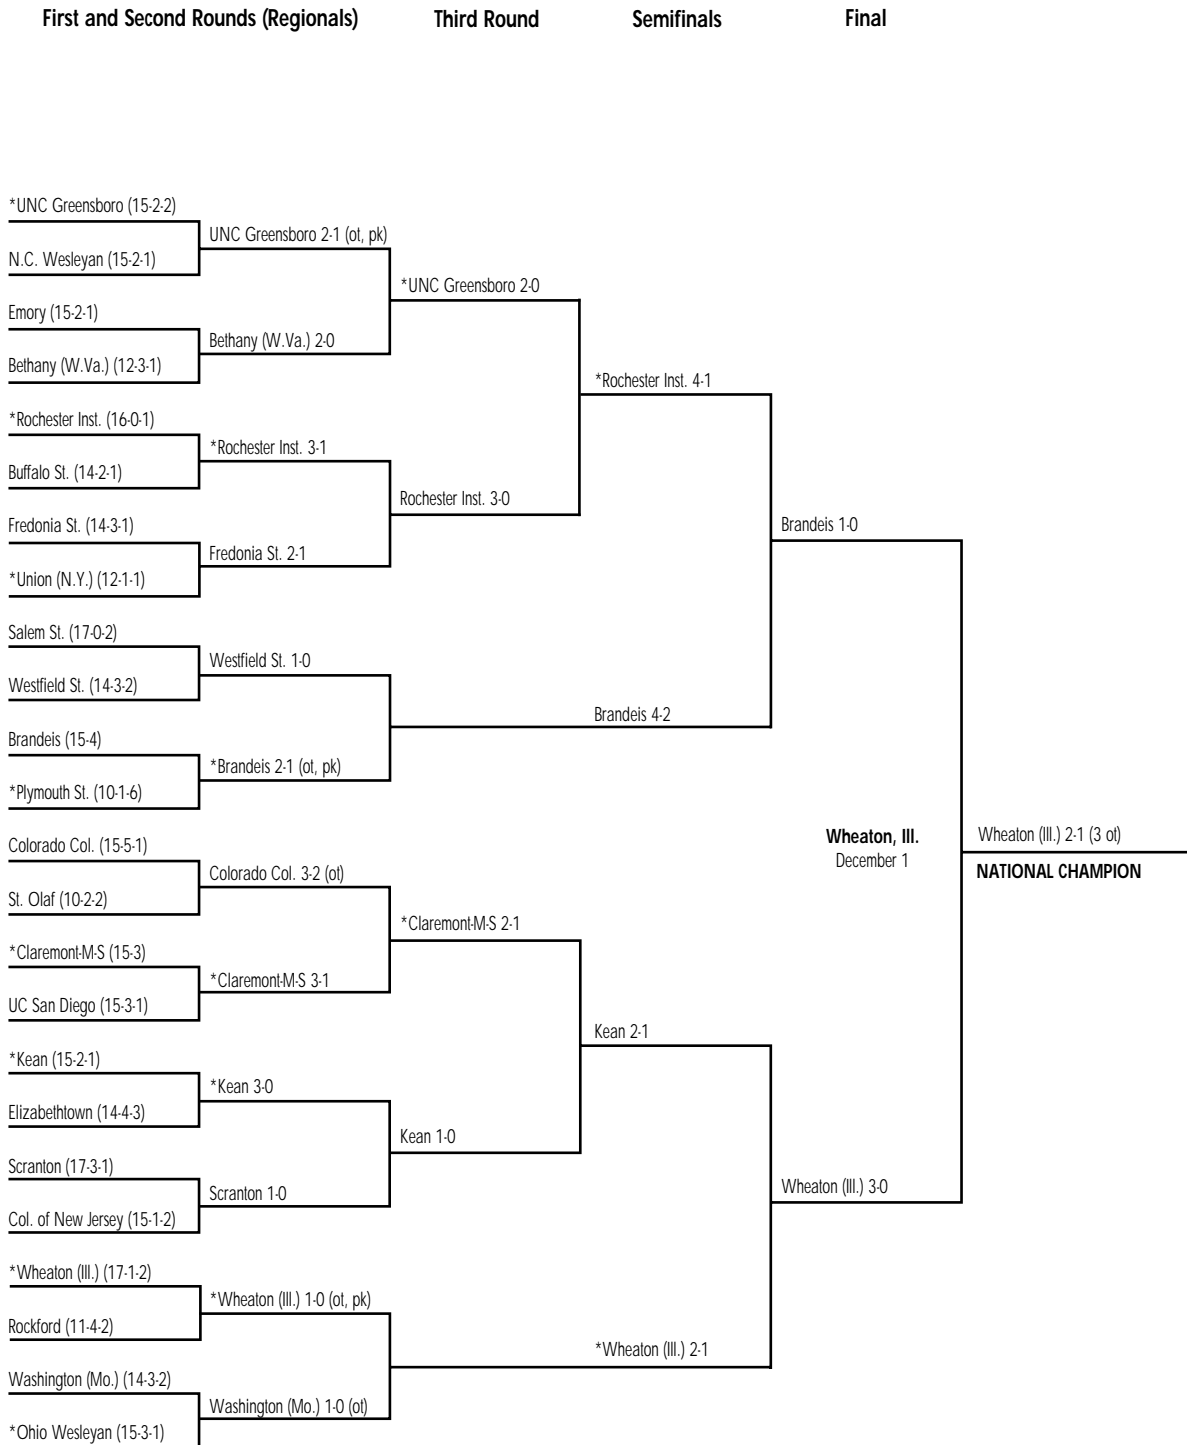 First and Second Rounds (Regionals)
Third Round
Semifinals
Final
*UNC Greensboro (15-2-2)
UNC Greensboro 2-1 (ot, pk)
N.C. Wesleyan (15-2-1)
*UNC Greensboro 2-0
Emory (15-2-1)
Bethany (W.Va.) 2-0
Bethany (W.Va.) (12-3-1)
*Rochester Inst. 4-1
*Rochester Inst. (16-0-1)
*Rochester Inst. 3-1
Buffalo St. (14-2-1)
Rochester Inst. 3-0
Fredonia St. (14-3-1)
Brandeis 1-0
Fredonia St. 2-1
*Union (N.Y.) (12-1-1)
Salem St. (17-0-2)
Westfield St. 1-0
Westfield St. (14-3-2)
Brandeis 4-2
Brandeis (15-4)
*Brandeis 2-1 (ot, pk)
*Plymouth St. (10-1-6)
Wheaton, Ill.
December 1
Wheaton (Ill.) 2-1 (3 ot)
NATIONAL CHAMPION
Colorado Col. (15-5-1)
Colorado Col. 3-2 (ot)
St. Olaf (10-2-2)
*Claremont-M-S 2-1
*Claremont-M-S (15-3)
*Claremont-M-S 3-1
UC San Diego (15-3-1)
Kean 2-1
*Kean (15-2-1)
*Kean 3-0
Elizabethtown (14-4-3)
Kean 1-0
Scranton (17-3-1)
Scranton 1-0
Wheaton (Ill.) 3-0
Col. of New Jersey (15-1-2)
*Wheaton (Ill.) (17-1-2)
*Wheaton (Ill.) 1-0 (ot, pk)
Rockford (11-4-2)
*Wheaton (Ill.) 2-1
Washington (Mo.) (14-3-2)
Washington (Mo.) 1-0 (ot)
*Ohio Wesleyan (15-3-1)